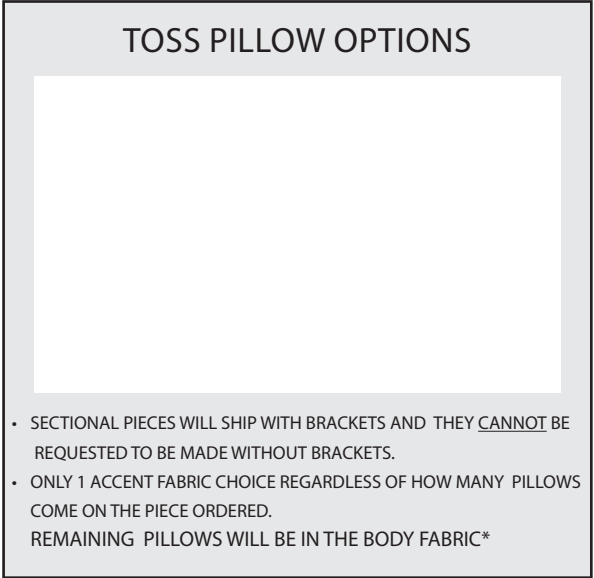 TOSS PILLOW OPTIONS
• SECTIONAL PIECES WILL SHIP WITH BRACKETS AND THEY CANNOT BE
REQUESTED TO BE MADE WITHOUT BRACKETS.
• ONLY 1 ACCENT FABRIC CHOICE REGARDLESS OF HOW MANY PILLOWS
COME ON THE PIECE ORDERED.
REMAINING PILLOWS WILL BE IN THE BODY FABRIC*